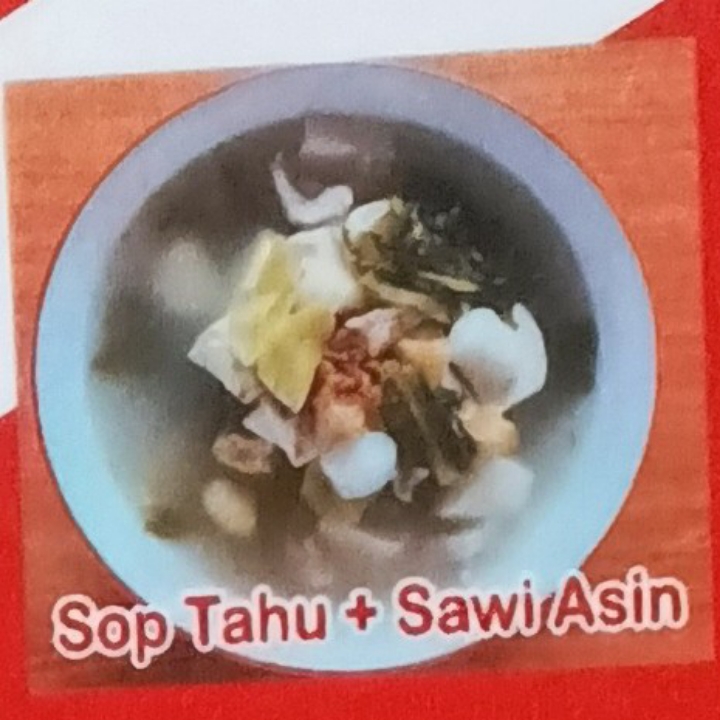 Sop Tahu + Sawi Asin